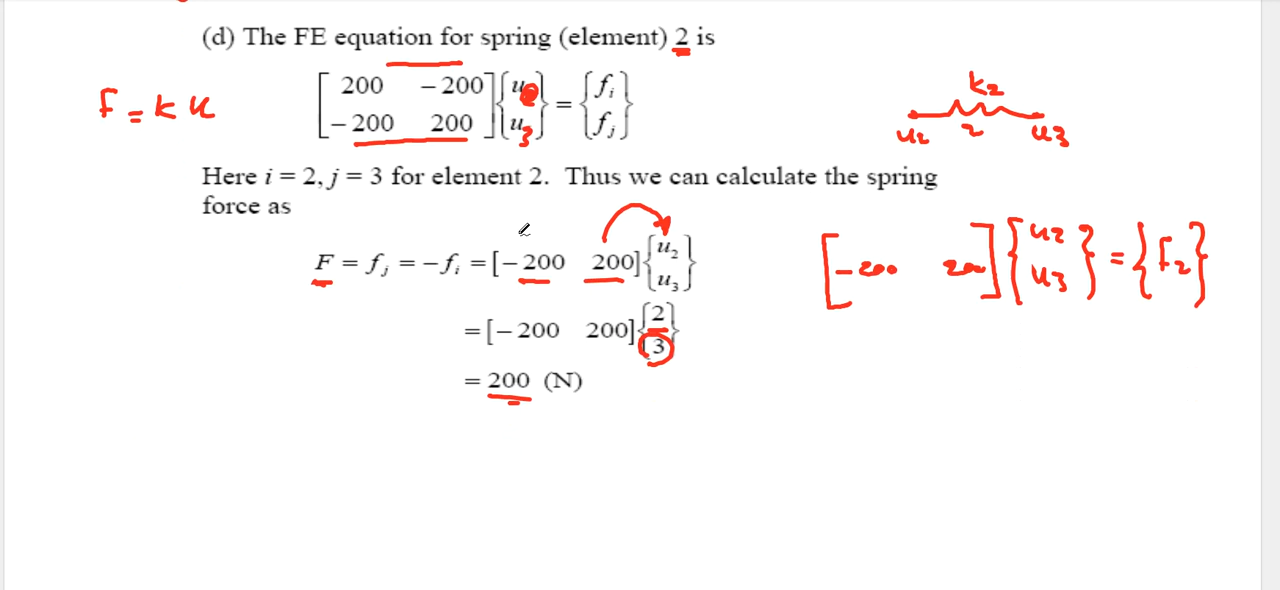 (d) The FE equation for spring (element) 2 is
F = k u
[ 200 − 200 ] { u2 } = { fi }
[ − 200 200 ] { u3 } { fj }
k2
u2 2 u3
Here i = 2, j = 3 for element 2. Thus we can calculate the spring
force as
F = fj = −fi = [− 200 200] { u2 u3 }
[-200 200] { u2 u3 } = { f2 }
= [− 200 200] { 2 3 }
= 200 (N)